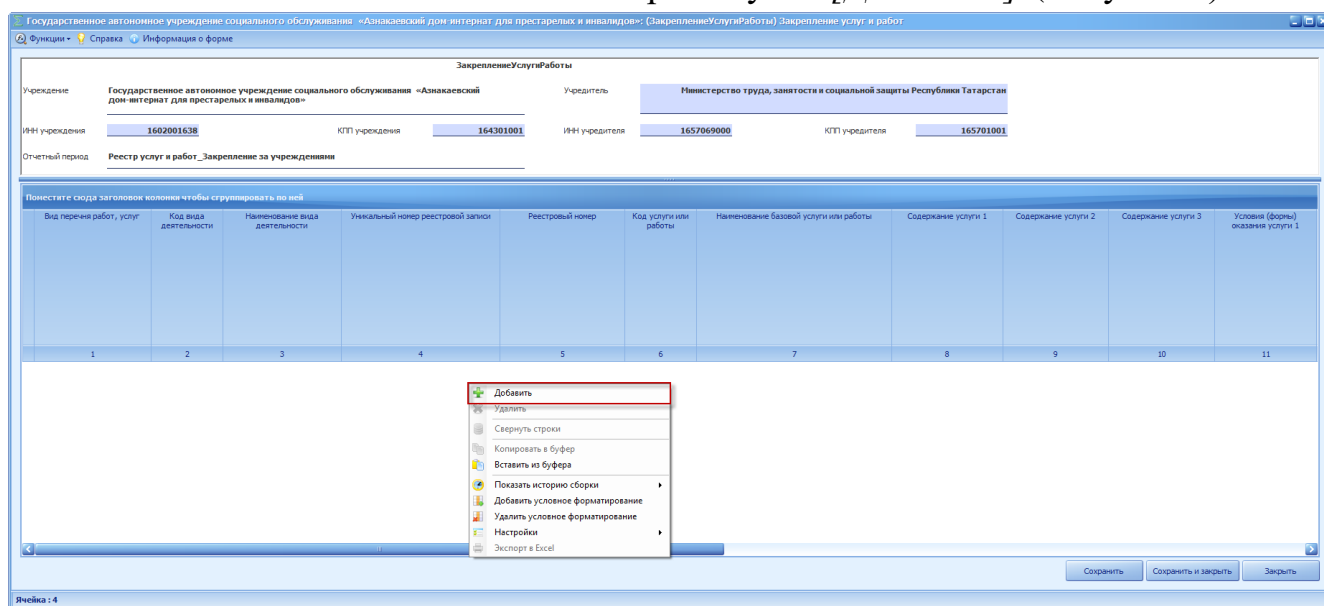 Государственное автономное учреждение социального обслуживания «Азнакаевский дом-интернат для престарелых и инвалидов»: (ЗакреплениеУслугиРаботы) Закрепление услуг и работ
Функции Справка Информация о форме
ЗакреплениеУслугиРаботы
Учреждение Государственное автономное учреждение социального обслуживания «Азнакаевский дом-интернат для престарелых и инвалидов» Учредитель Министерство труда, занятости и социальной защиты Республики Татарстан
ИНН учреждения 1602001638 КПП учреждения 164301001 ИНН учредителя 1657069000 КПП учредителя 165701001
Отчетный период Реестр услуг и работ_Закрепление за учреждениями
Поместите сюда заголовок колонки чтобы сгруппировать по ней
Вид перечня работ, услуг Код вида деятельности Наименование вида деятельности Уникальный номер реестровой записи Реестровый номер Код услуги или работы Наименование базовой услуги или работы Содержание услуги 1 Содержание услуги 2 Содержание услуги 3 Условия (формы) оказания услуги 1
1 2 3 4 5 6 7 8 9 10 11
Добавить
Удалить
Свернуть строки
Копировать в буфер
Вставить из буфера
Показать историю сборки
Добавить условное форматирование
Удалить условное форматирование
Настройки
Экспорт в Excel
Сохранить Сохранить и закрыть Закрыть
Ячейка : 4